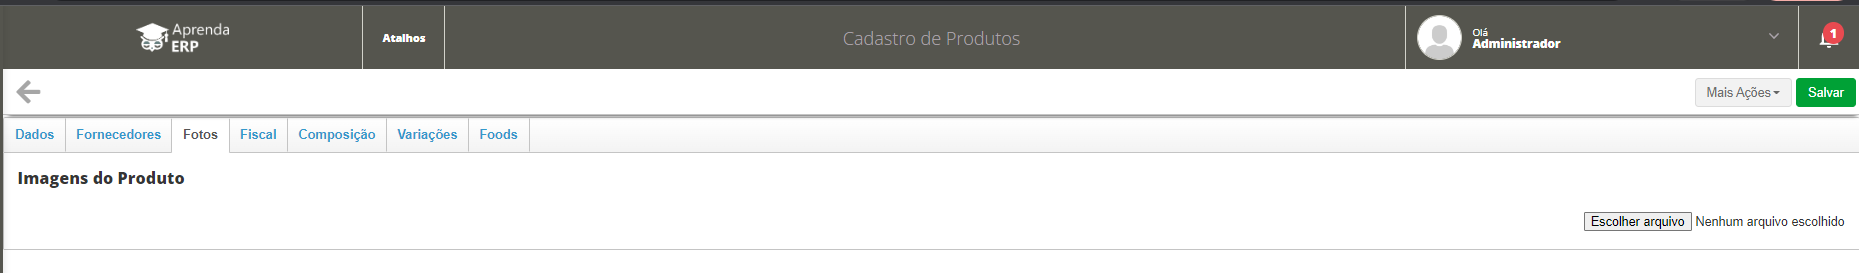 Aprenda
ERP
Atalhos
Cadastro de Produtos
Olá
Administrador
1
Mais Ações
Salvar
Dados
Fornecedores
Fotos
Fiscal
Composição
Variações
Foods
Imagens do Produto
Escolher arquivo Nenhum arquivo escolhido